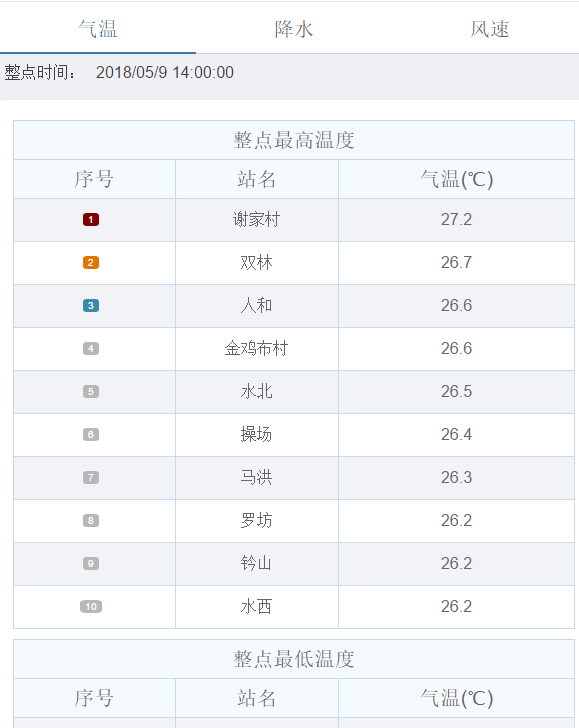 气温 降水 风速
整点时间： 2018/05/9 14:00:00
整点最高温度
序号 站名 气温(℃)
1 谢家村 27.2
2 双林 26.7
3 人和 26.6
4 金鸡布村 26.6
5 水北 26.5
6 操场 26.4
7 马洪 26.3
8 罗坊 26.2
9 钤山 26.2
10 水西 26.2
整点最低温度
序号 站名 气温(℃)